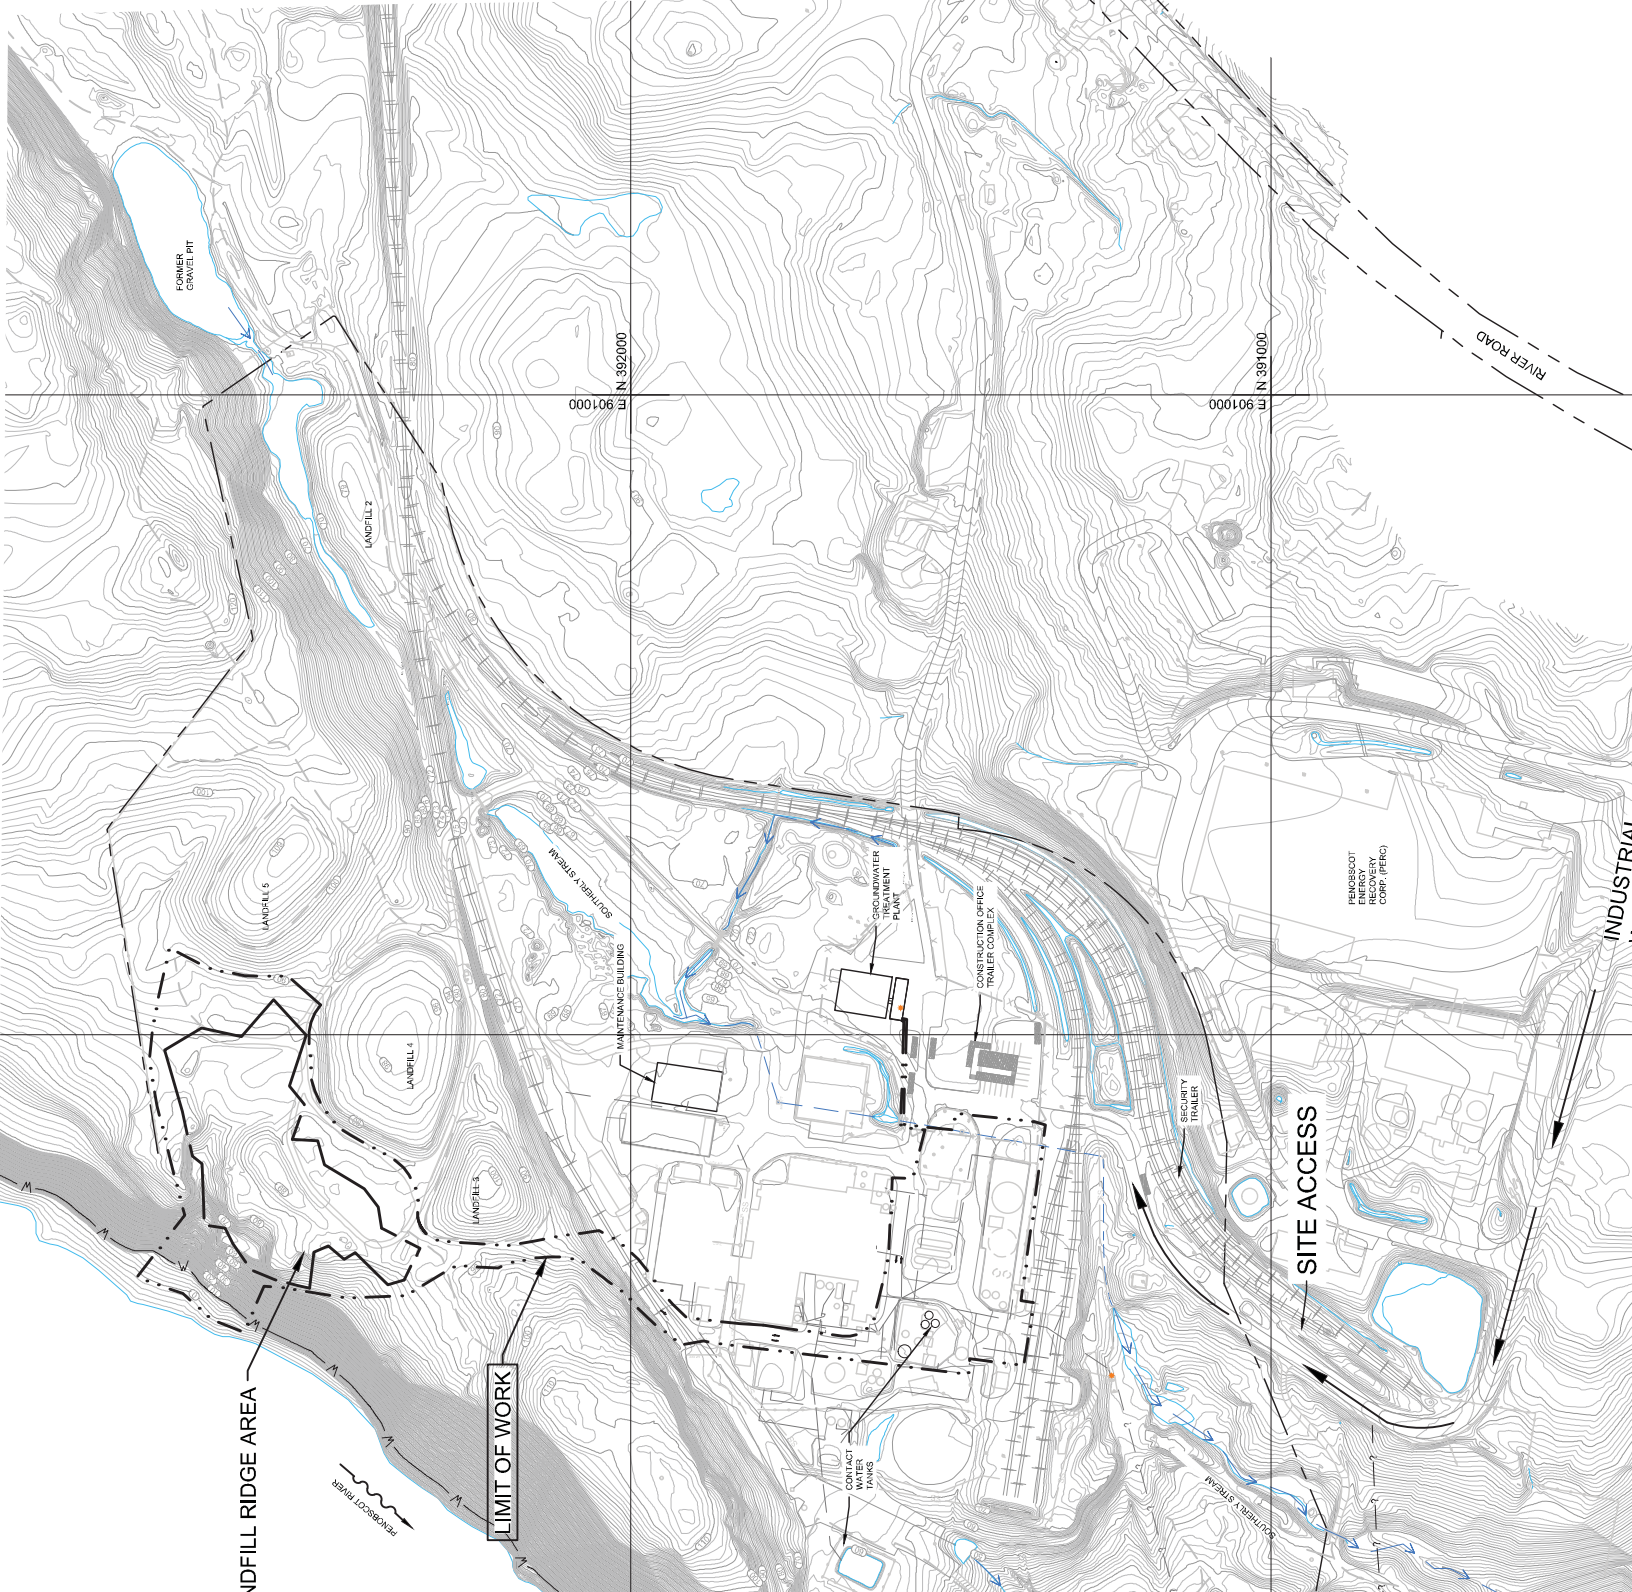 FORMER
GRAVEL PIT
LANDFILL 2
N 392000
E 901000
N 391000
E 901000
RIVER ROAD
LANDFILL 5
LANDFILL 4
LANDFILL 3
SOUTHERLY STREAM
MAINTENANCE BUILDING
GROUNDWATER
TREATMENT
PLANT
CONSTRUCTION OFFICE
TRAILER COMPLEX
PENOBSCOT
ENERGY
RECOVERY
CORP. (PERC)
INDUSTRIAL
SECURITY
TRAILER
SITE ACCESS
NDFILL RIDGE AREA
LIMIT OF WORK
PENOBSCOT RIVER
CONTACT
WATER
TANKS
SOUTHERLY STREAM
W
W
W
W
W
W
W
W